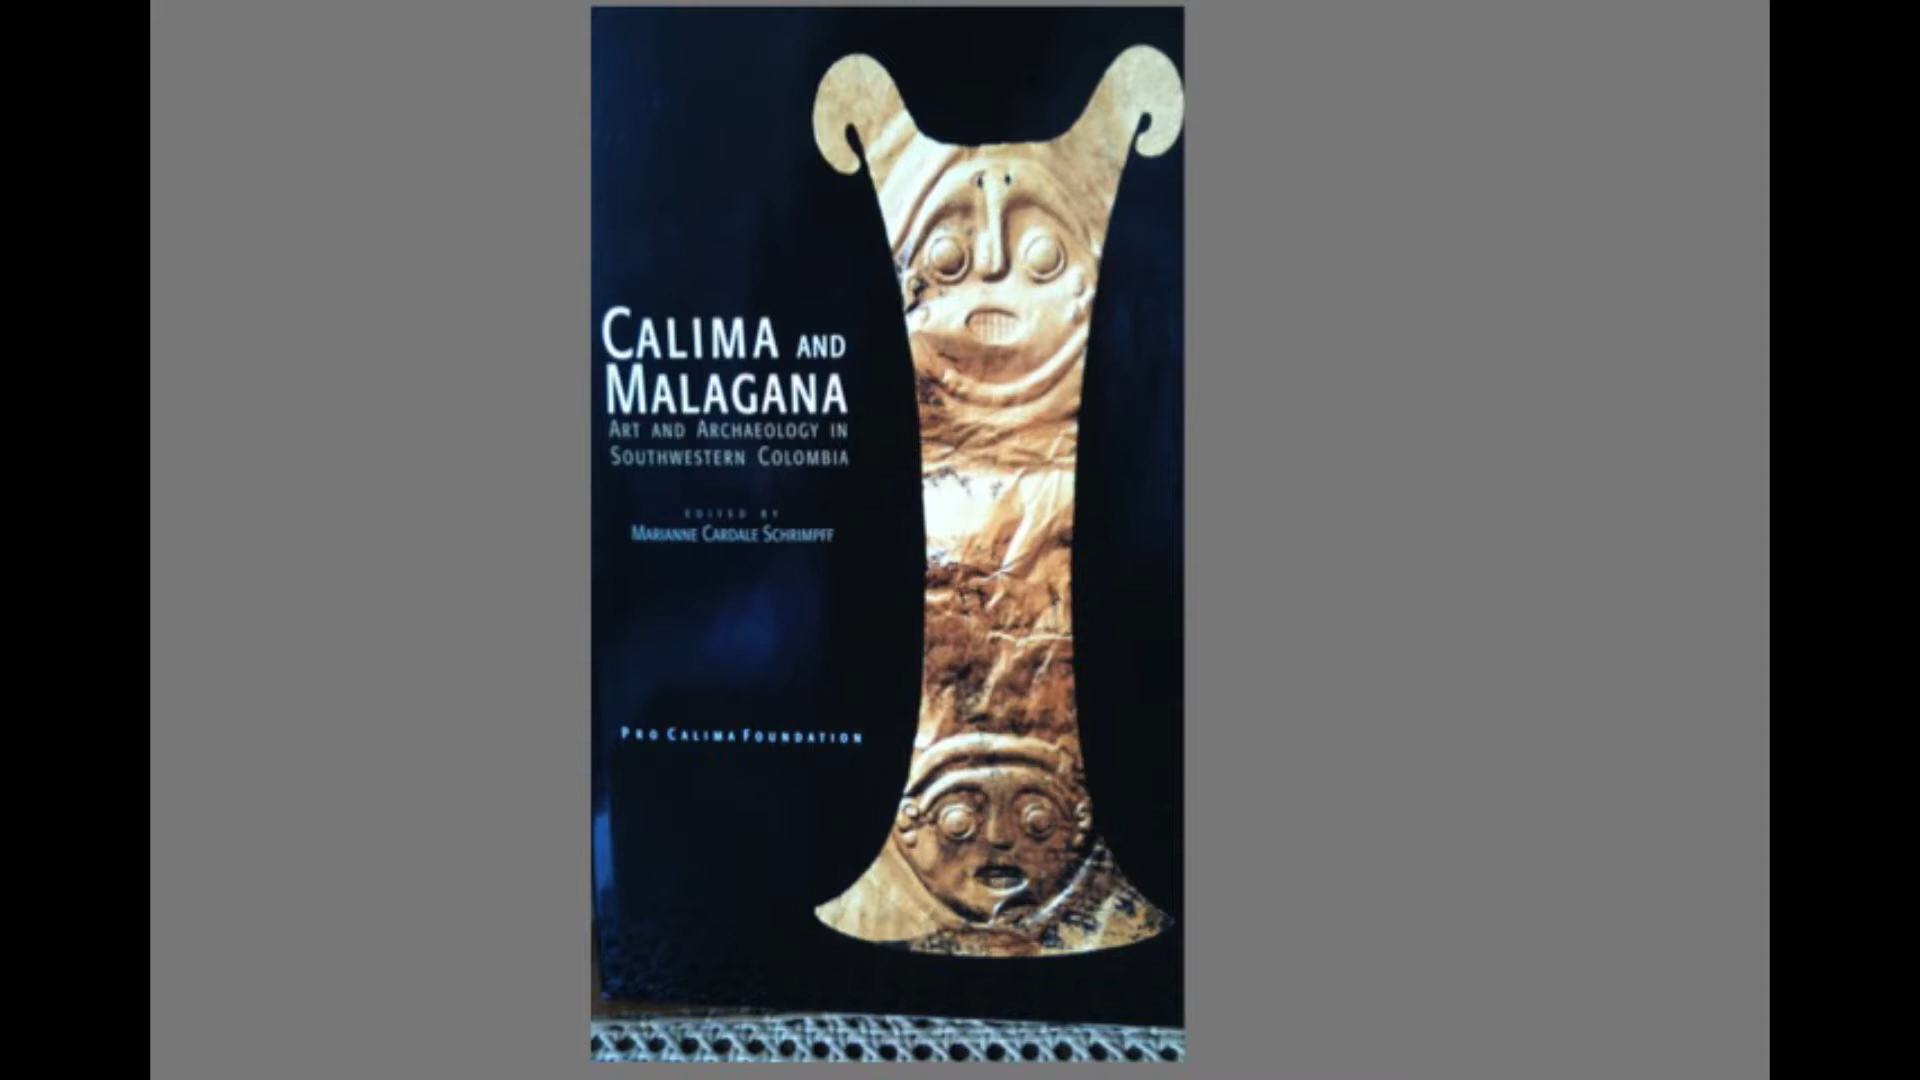 CALIMA AND
MALAGANA
ART AND ARCHAEOLOGY IN
SOUTHWESTERN COLOMBIA
EDITED BY
MARIANNE CARDALE SCHRIMPFF
PRO CALIMA FOUNDATION